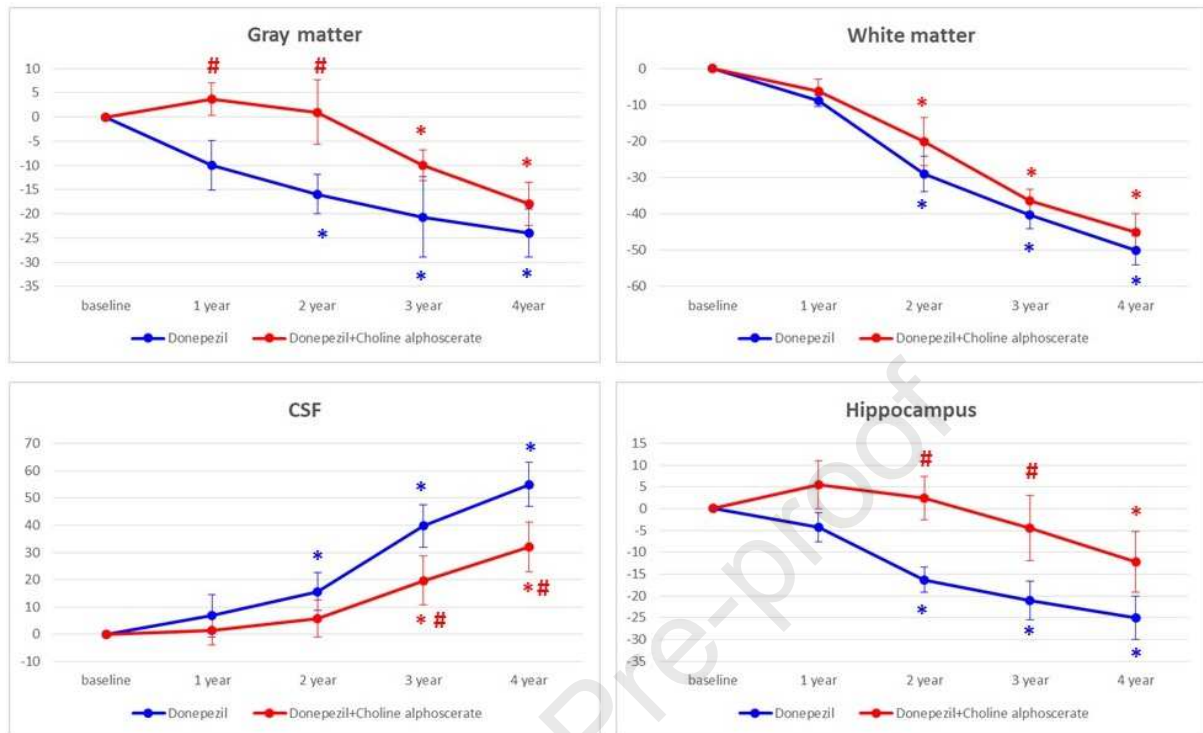 Gray matter
10
5
0
-5
-10
-15
-20
-25
-30
-35
# #
* *
* * *
baseline 1 year 2 year 3 year 4year
Donepezil Donepezil+Choline alphoscerate
White matter
0
-10
-20
-30
-40
-50
-60
* * *
* * *
baseline 1 year 2 year 3 year 4 year
Donepezil Donepezil+Choline alphoscerate
CSF
70
60
50
40
30
20
10
0
-10
* * *
*# *#
baseline 1 year 2 year 3 year 4 year
Donepezil Donepezil+Choline alphoscerate
Hippocampus
15
10
5
0
-5
-10
-15
-20
-25
-30
-35
# # *
* * *
baseline 1 year 2 year 3 year 4 year
Donepezil Donepezil+Choline alphoscerate
Pre-proof